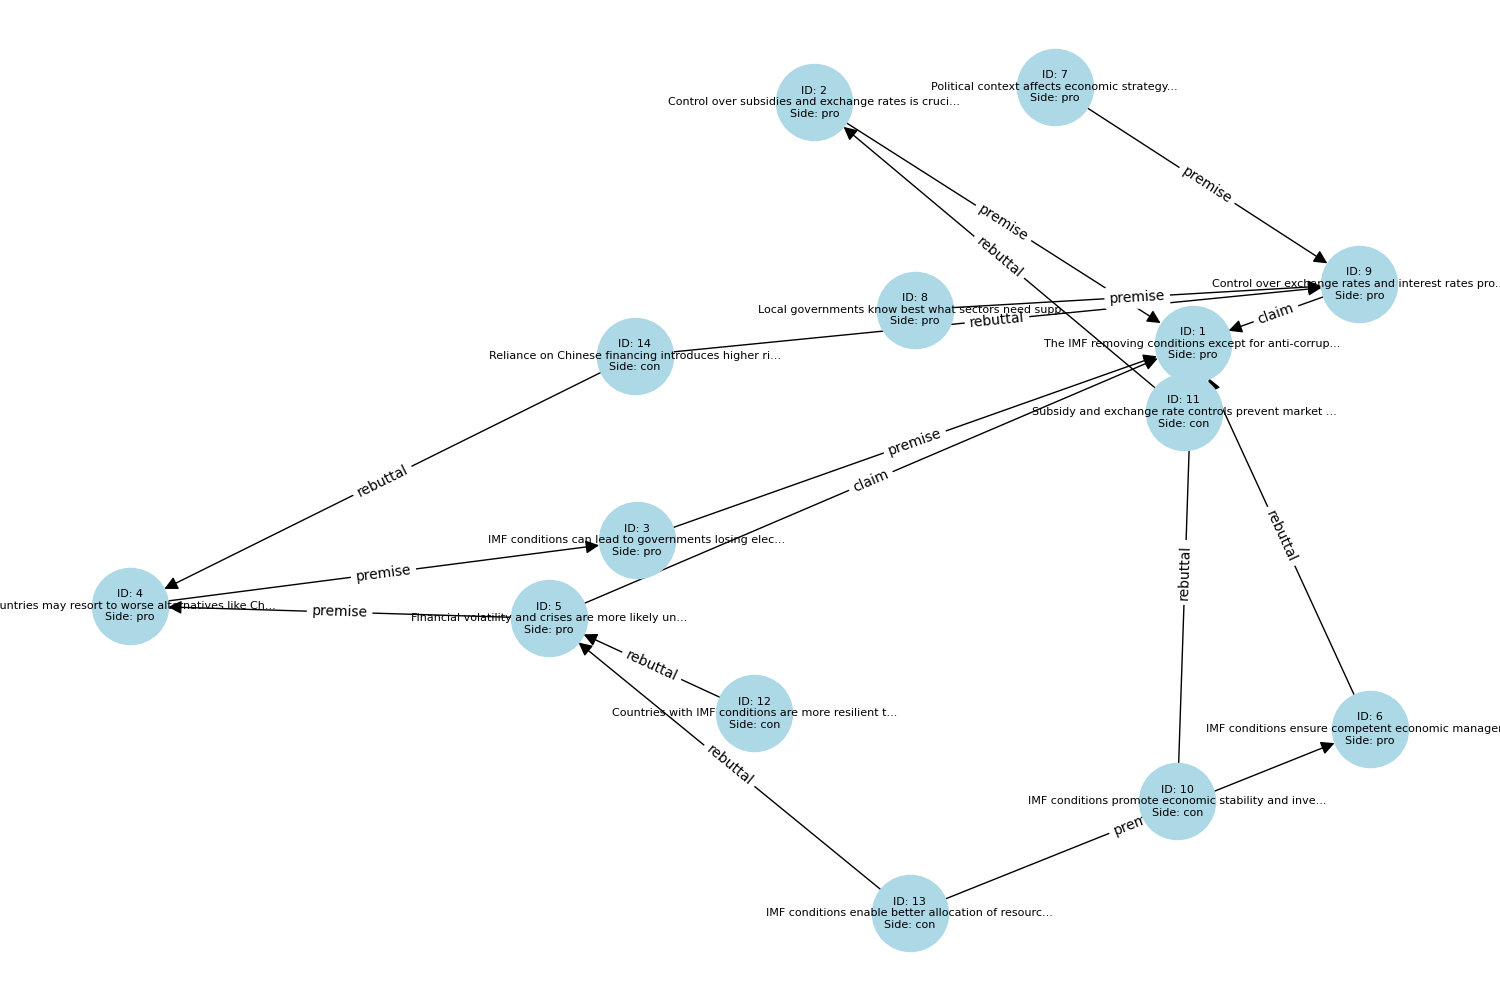 ID: 7
Political context affects economic strategy...
Side: pro
ID: 2
Control over subsidies and exchange rates is cruci...
Side: pro
premise
premise
rebuttal
ID: 9
Control over exchange rates and interest rates pro...
Side: pro
ID: 8
Local governments know best what sectors need supp...
Side: pro
premise
rebuttal
claim
ID: 1
The IMF removing conditions except for anti-corrup...
Side: pro
ID: 14
Reliance on Chinese financing introduces higher ri...
Side: con
ID: 11
Subsidy and exchange rate controls prevent market ...
Side: con
premise
claim
rebuttal
ID: 3
IMF conditions can lead to governments losing elec...
Side: pro
rebuttal
rebuttal
premise
ID: 4
may resort to worse alternatives like Ch...
Side: pro
premise
ID: 5
Financial volatility and crises are more likely un...
Side: pro
rebuttal
ID: 12
Countries with IMF conditions are more resilient t...
Side: con
ID: 6
IMF conditions ensure competent economic
Side: pro
rebuttal
ID: 10
IMF conditions promote economic stability and inve...
Side: con
prem
ID: 13
IMF conditions enable better allocation of resourc...
Side: con